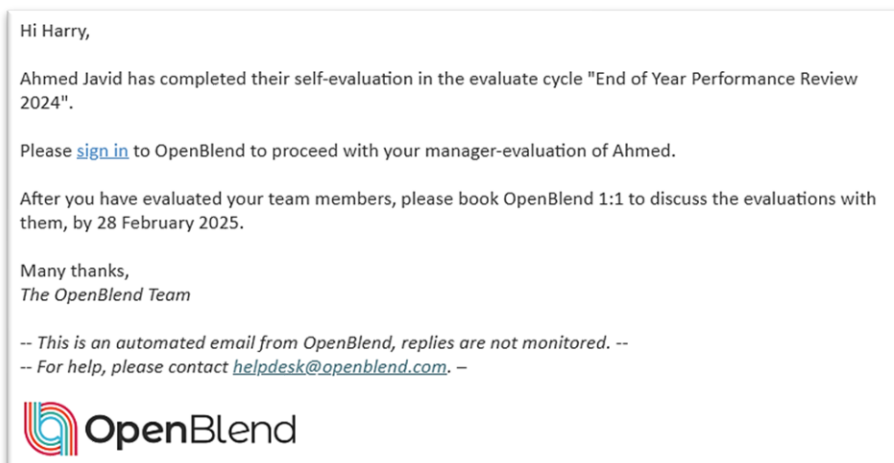 Hi Harry,
Ahmed Javid has completed their self-evaluation in the evaluate cycle "End of Year Performance Review
2024".
Please sign in to OpenBlend to proceed with your manager-evaluation of Ahmed.
After you have evaluated your team members, please book OpenBlend 1:1 to discuss the evaluations with
them, by 28 February 2025.
Many thanks,
The OpenBlend Team
-- This is an automated email from OpenBlend, replies are not monitored. --
-- For help, please contact helpdesk@openblend.com. –
OpenBlend